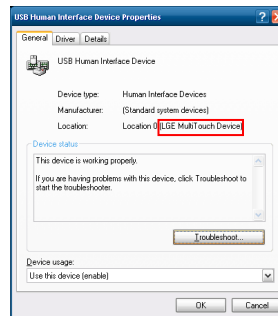 USB Human Interface Device Properties
General Driver Details
USB Human Interface Device
Device type: Human Interface Devices
Manufacturer: (Standard system devices)
Location: Location 0 (LGE MultiTouch Device)
Device status
This device is working properly.
If you are having problems with this device, click Troubleshoot to
start the troubleshooter.
Troubleshoot...
Device usage:
Use this device (enable)
OK Cancel